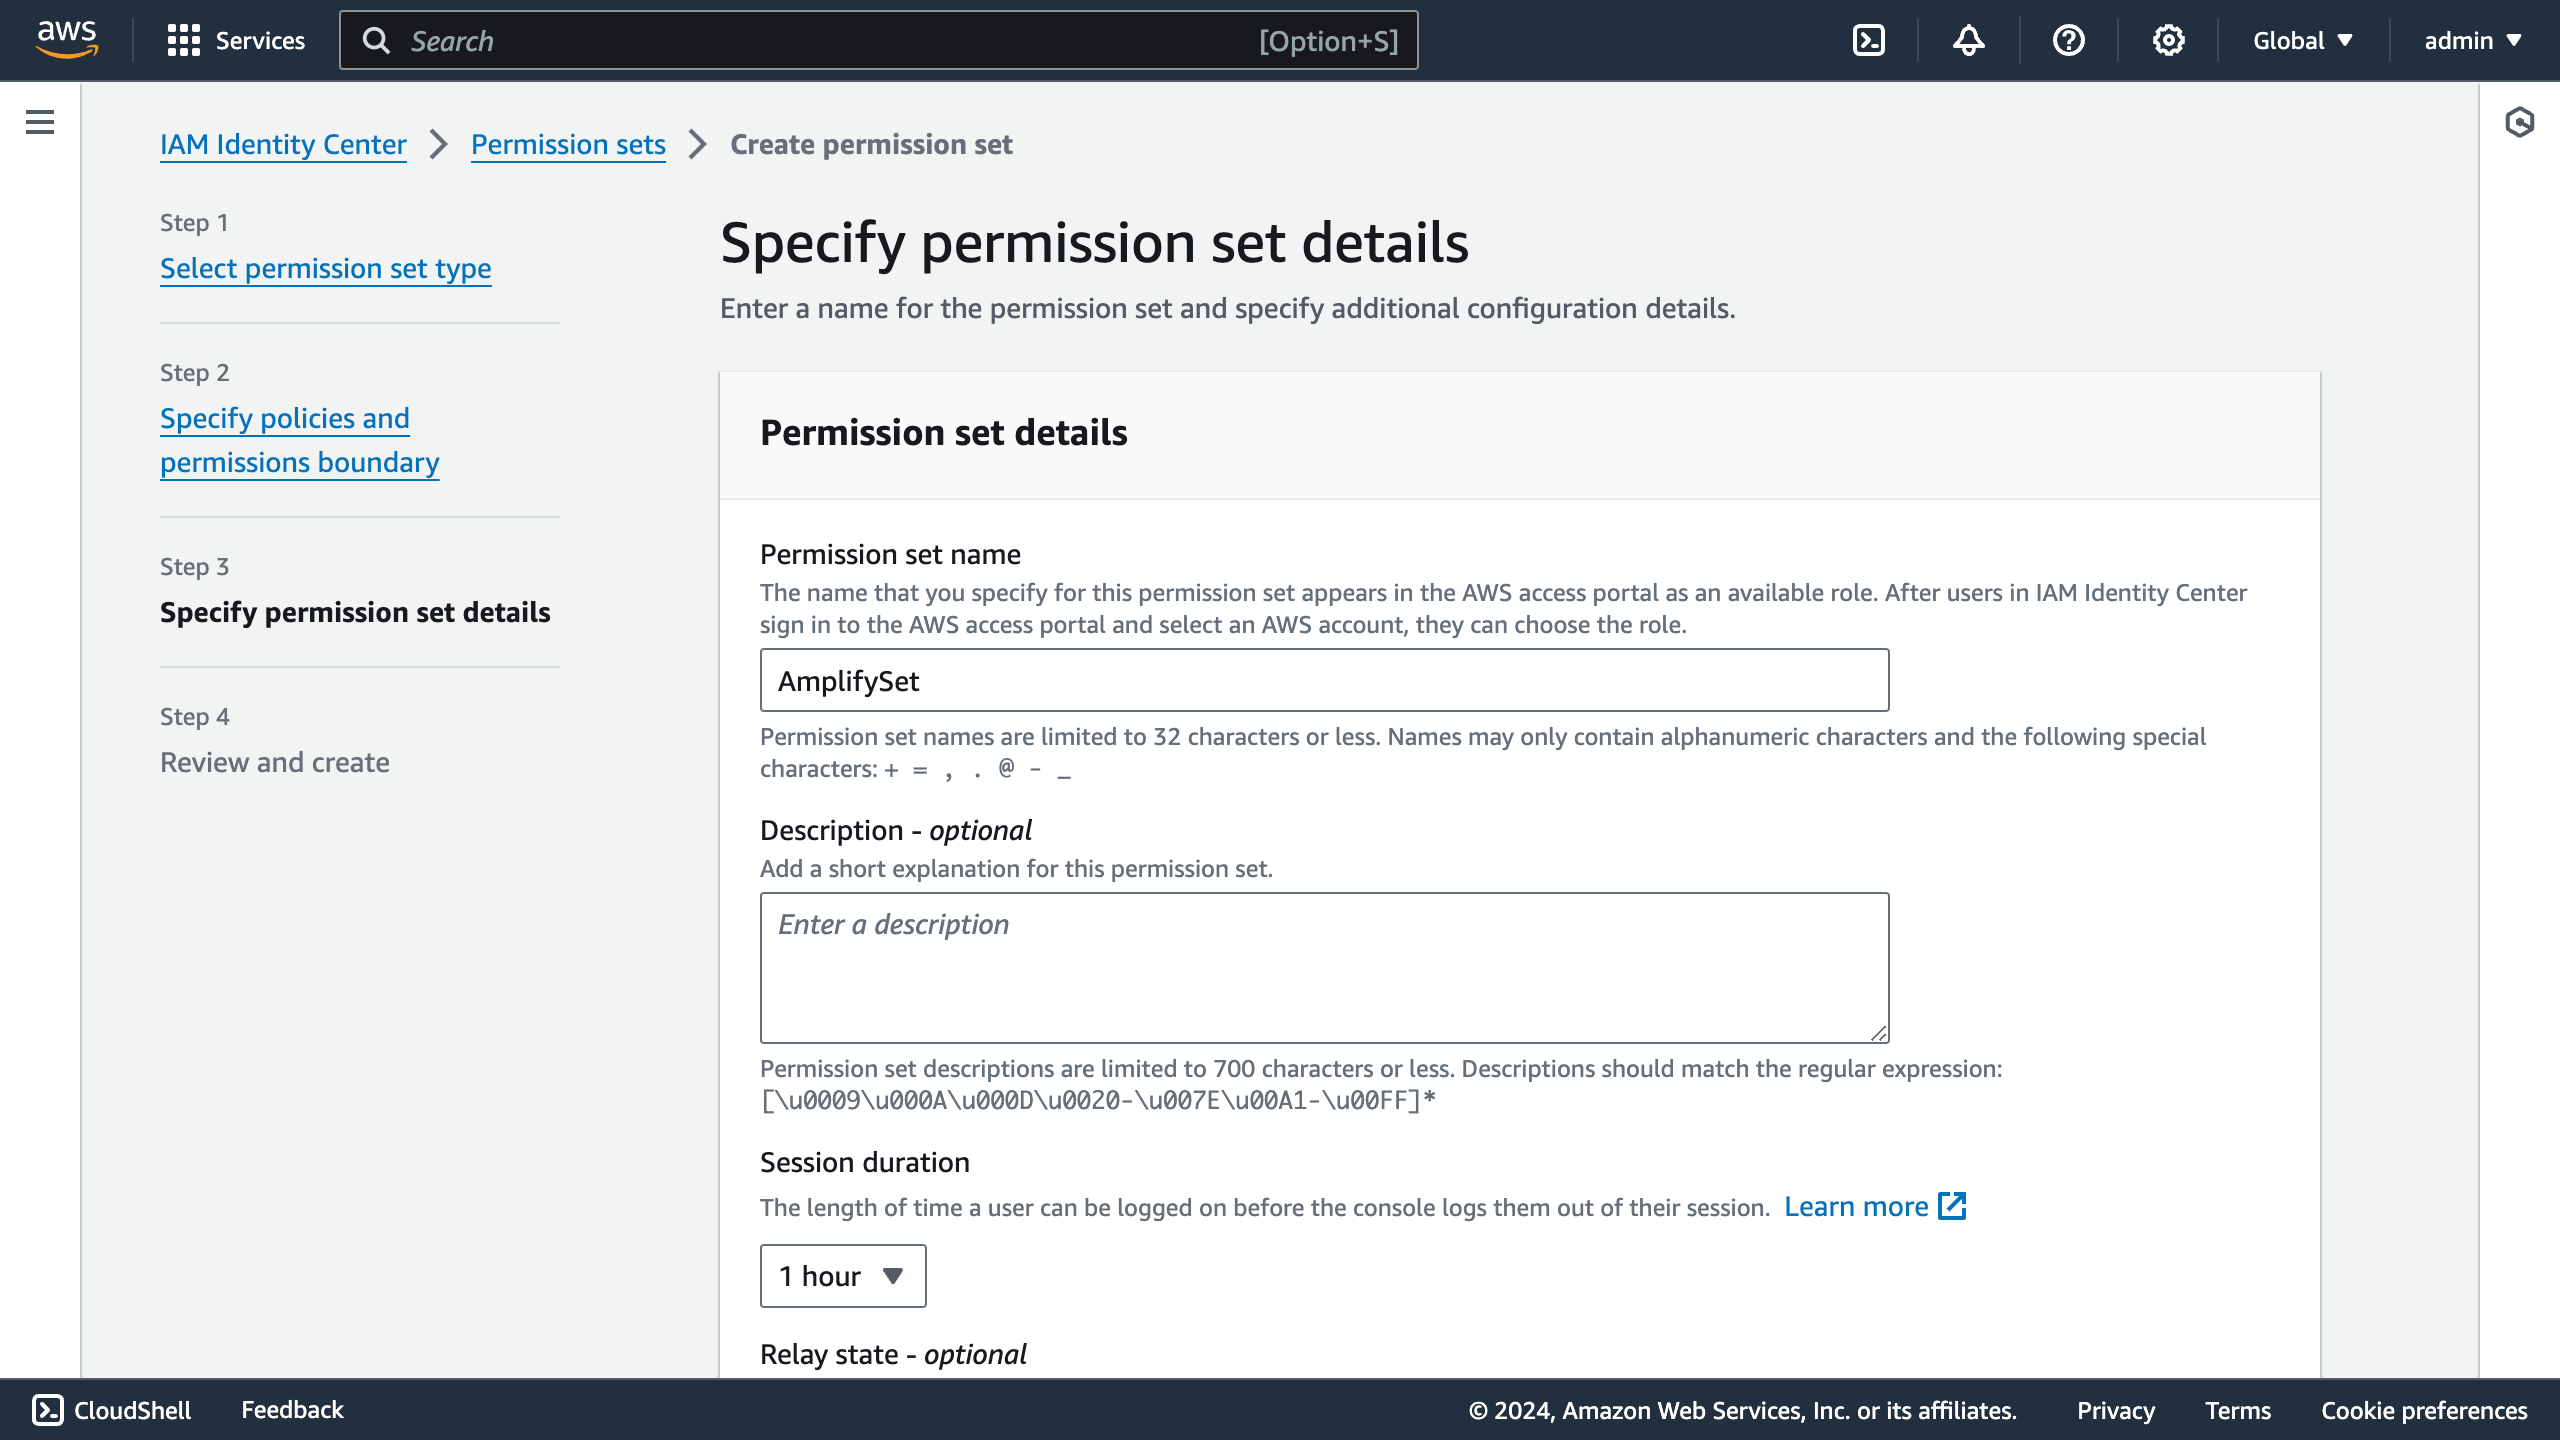 aws
Services
Search
[Option+S]
Global
admin
IAM Identity Center
Permission sets
Create permission set
Step 1
Select permission set type
Step 2
Specify policies and
permissions boundary
Step 3
Specify permission set details
Step 4
Review and create
Specify permission set details
Enter a name for the permission set and specify additional configuration details.
Permission set details
Permission set name
The name that you specify for this permission set appears in the AWS access portal as an available role. After users in IAM Identity Center
sign in to the AWS access portal and select an AWS account, they can choose the role.
AmplifySet
Permission set names are limited to 32 characters or less. Names may only contain alphanumeric characters and the following special
characters: + = , . @ - _
Description - optional
Add a short explanation for this permission set.
Enter a description
Permission set descriptions are limited to 700 characters or less. Descriptions should match the regular expression:
[\u0009\u000A\u000D\u0020-\u007E\u00A1-\u00FF]*
Session duration
The length of time a user can be logged on before the console logs them out of their session. Learn more
1 hour
Relay state - optional
CloudShell
Feedback
© 2024, Amazon Web Services, Inc. or its affiliates.
Privacy
Terms
Cookie preferences